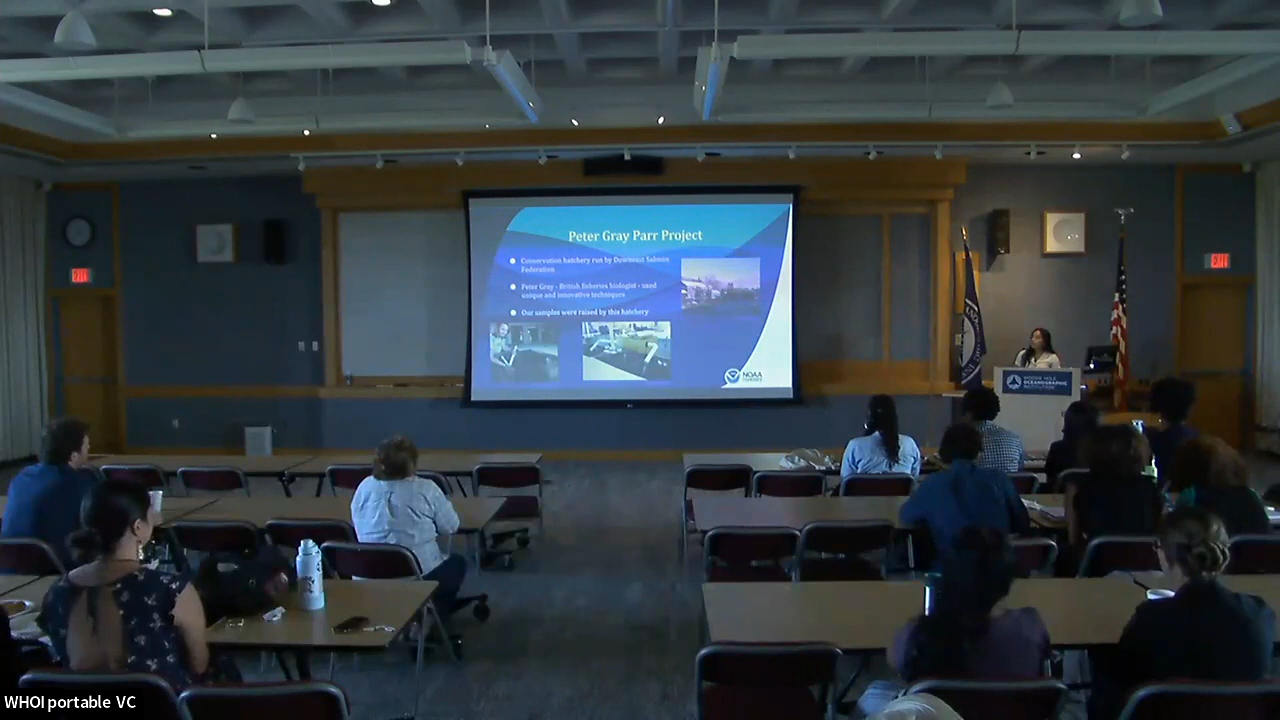 Peter Gray Parr Project
Conservation hatchery run by Downeast Salmon
Federation
Peter Gray - British fisheries biologist - used
unique and innovative techniques
Our samples were raised by this hatchery
NOAA
FISHERIES
EXIT
EXIT
WOODS HOLE
OCEANOGRAPHIC
INSTITUTION
WHOI portable VC